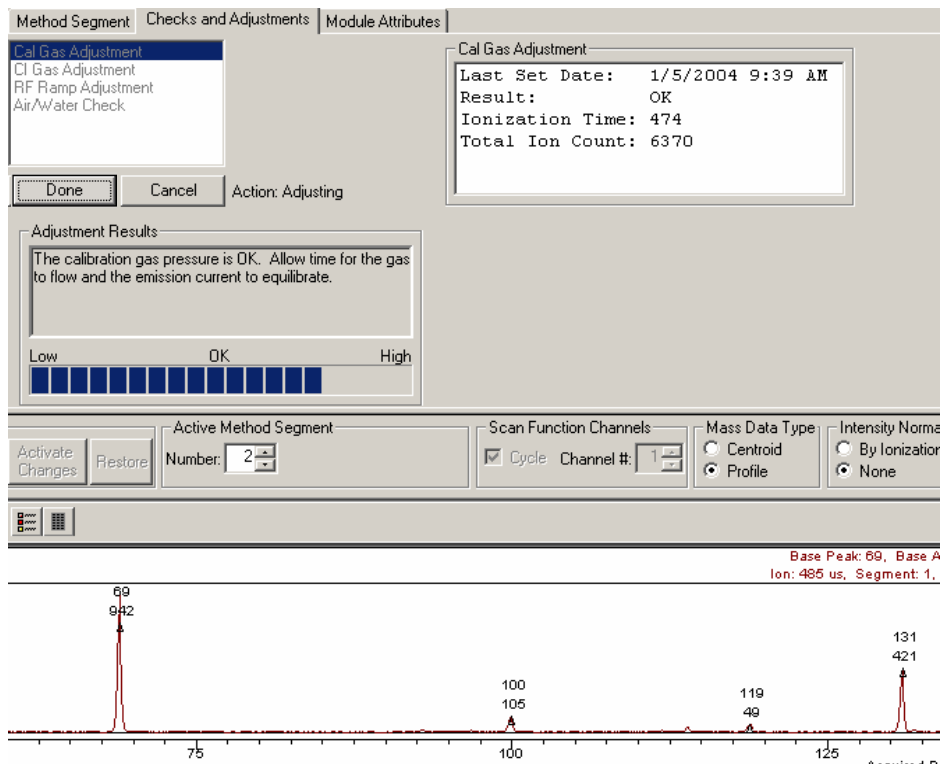 Method Segment Checks and Adjustments Module Attributes
Cal Gas Adjustment
CI Gas Adjustment
RF Ramp Adjustment
Air/Water Check
Cal Gas Adjustment
Last Set Date: 1/5/2004 9:39 AM
Result: OK
Ionization Time: 474
Total Ion Count: 6370
Done Cancel Action: Adjusting
Adjustment Results
The calibration gas pressure is OK. Allow time for the gas
to flow and the emission current to equilibrate.
Low OK High
Activate
Changes
Restore
Active Method Segment
Number: 2
Scan Function Channels
Cycle Channel #: 1
Mass Data Type
Centroid
Profile
Intensity Norma
By Ionization
None
Base Peak: 69, Base A
Ion: 485 us, Segment: 1,
69
942
100
105
119
49
131
421
75 100 125